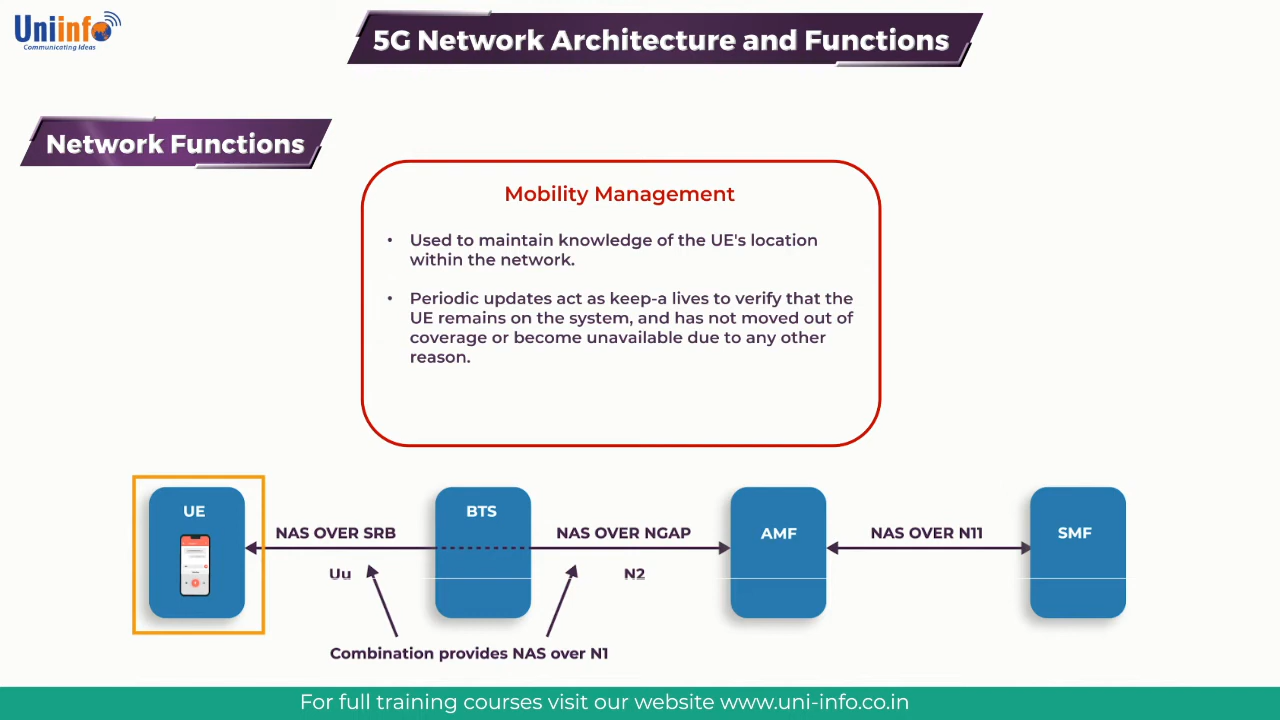 Uniinfo
Communicating Ideas
5G Network Architecture and Functions
Network Functions
Mobility Management
• Used to maintain knowledge of the UE's location
within the network.
• Periodic updates act as keep-a lives to verify that the
UE remains on the system, and has not moved out of
coverage or become unavailable due to any other
reason.
UE
NAS OVER SRB
Uu
BTS
NAS OVER NGAP
N2
AMF
NAS OVER N11
SMF
Combination provides NAS over N1
For full training courses visit our website www.uni-info.co.in